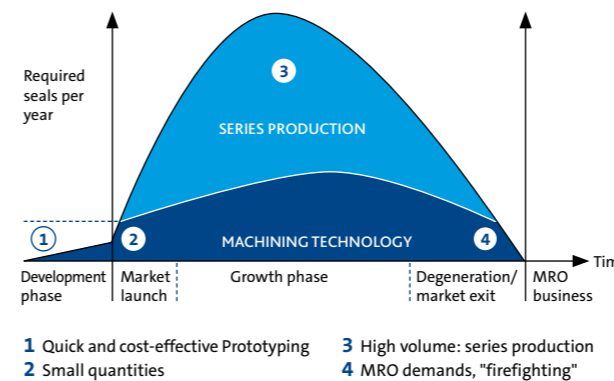 Required
seals per
year
3
SERIES PRODUCTION
1
2
MACHINING TECHNOLOGY
4
Development
phase
Market
launch
Growth phase
Degeneration/
market exit
MRO
business
1 Quick and cost-effective Prototyping
2 Small quantities
3 High volume: series production
4 MRO demands, "firefighting"